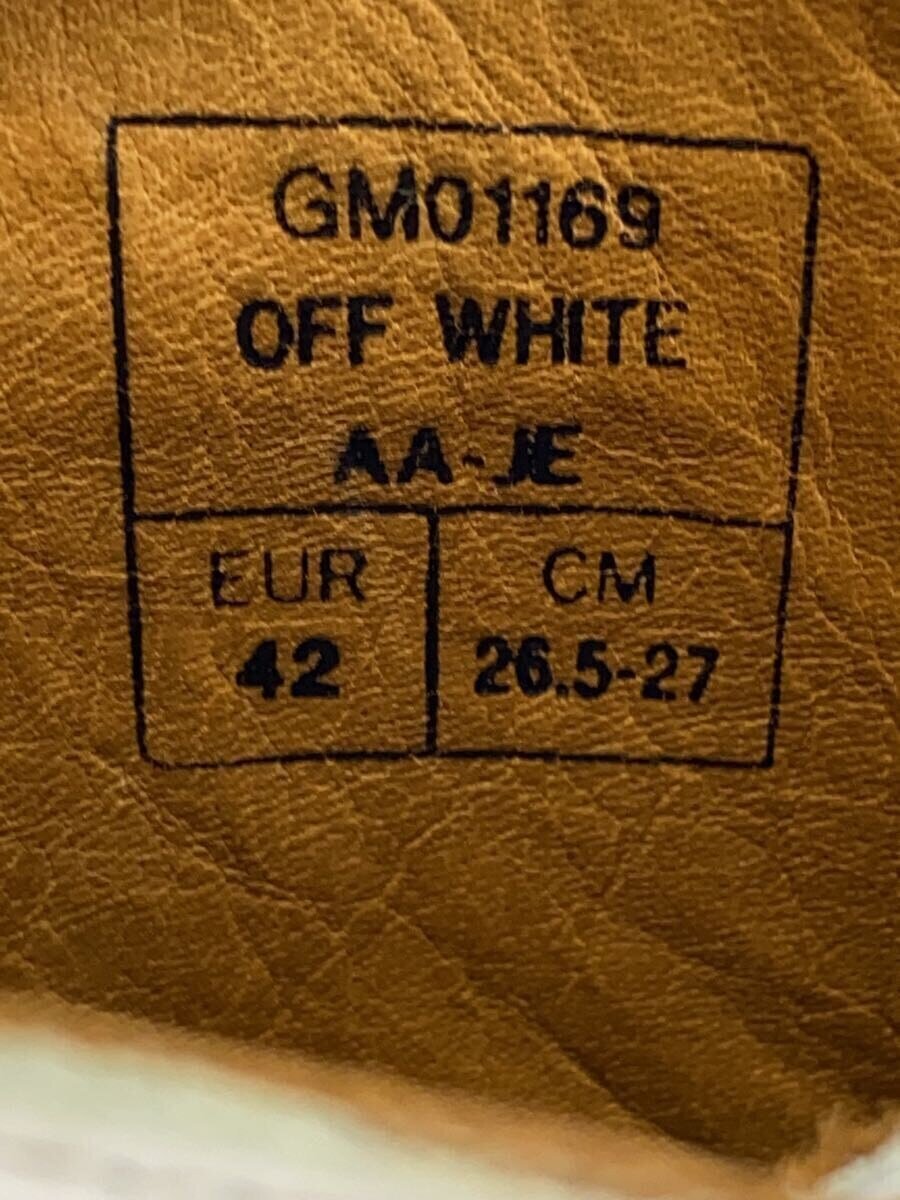 GM01169
OFF WHITE
AA-JE
EUR CM
42 26.5-27